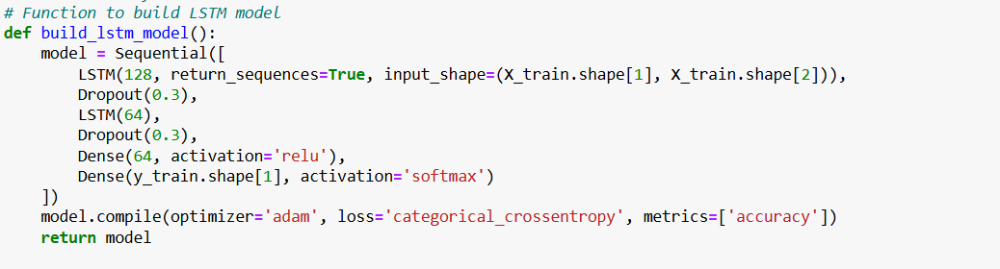 # Function to build LSTM model
def build_lstm_model():
    model = Sequential([
        LSTM(128, return_sequences=True, input_shape=(X_train.shape[1], X_train.shape[2])),
        Dropout(0.3),
        LSTM(64),
        Dropout(0.3),
        Dense(64, activation='relu'),
        Dense(y_train.shape[1], activation='softmax')
    ])
    model.compile(optimizer='adam', loss='categorical_crossentropy', metrics=['accuracy'])
    return model